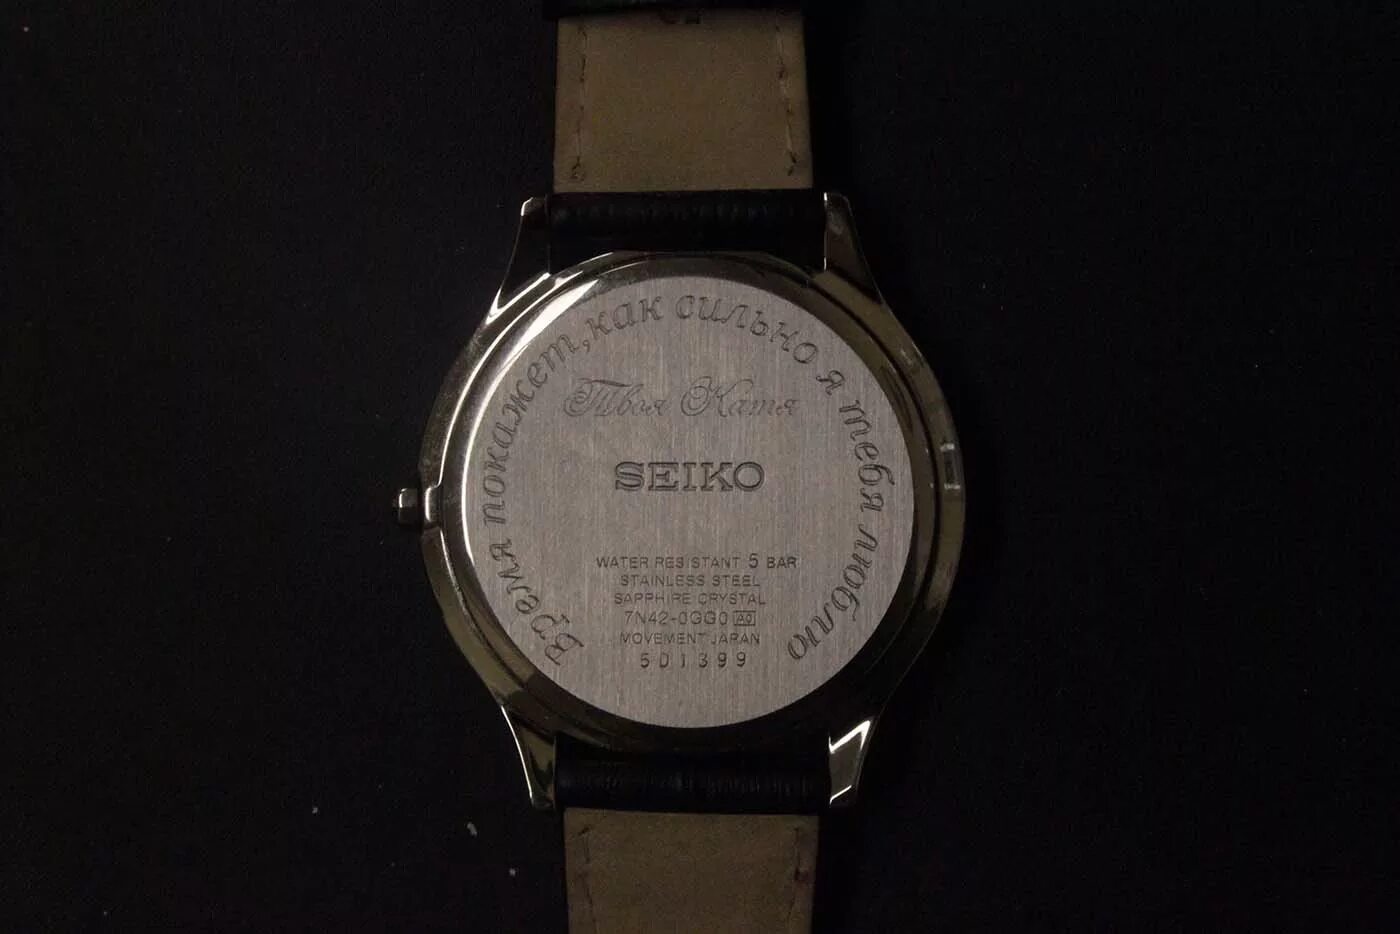 Время покажет, как сильно я тебя люблю
Твоя Катя
SEIKO
WATER RESISTANT 5 BAR
STAINLESS STEEL
SAPPHIRE CRYSTAL
7N42-0GG0 A0
MOVEMENT JAPAN
501399